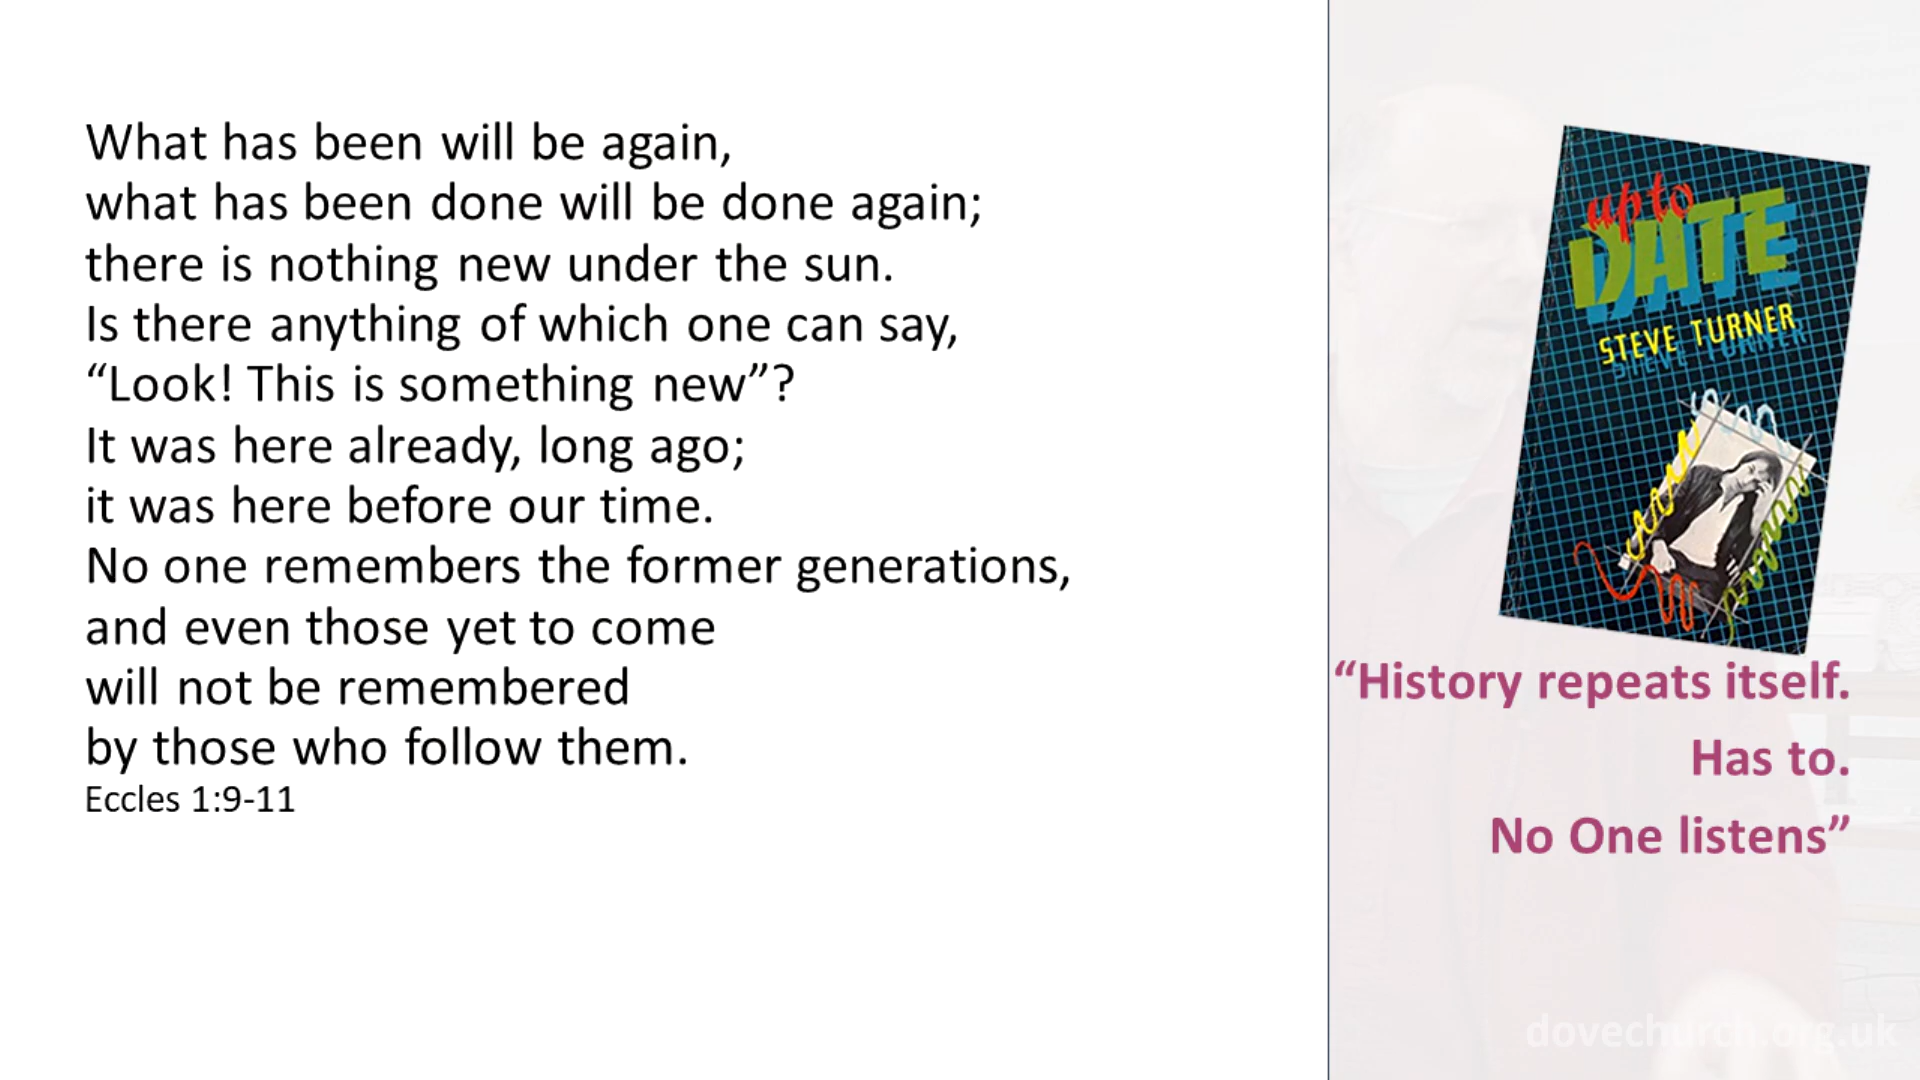 What has been will be again,
what has been done will be done again;
there is nothing new under the sun.
Is there anything of which one can say,
“Look! This is something new”?
It was here already, long ago;
it was here before our time.
No one remembers the former generations,
and even those yet to come
will not be remembered
by those who follow them.
Eccles 1:9-11
up to
DATE
STEVE TURNER
“History repeats itself.
Has to.
No One listens”
dovechurch.org.uk